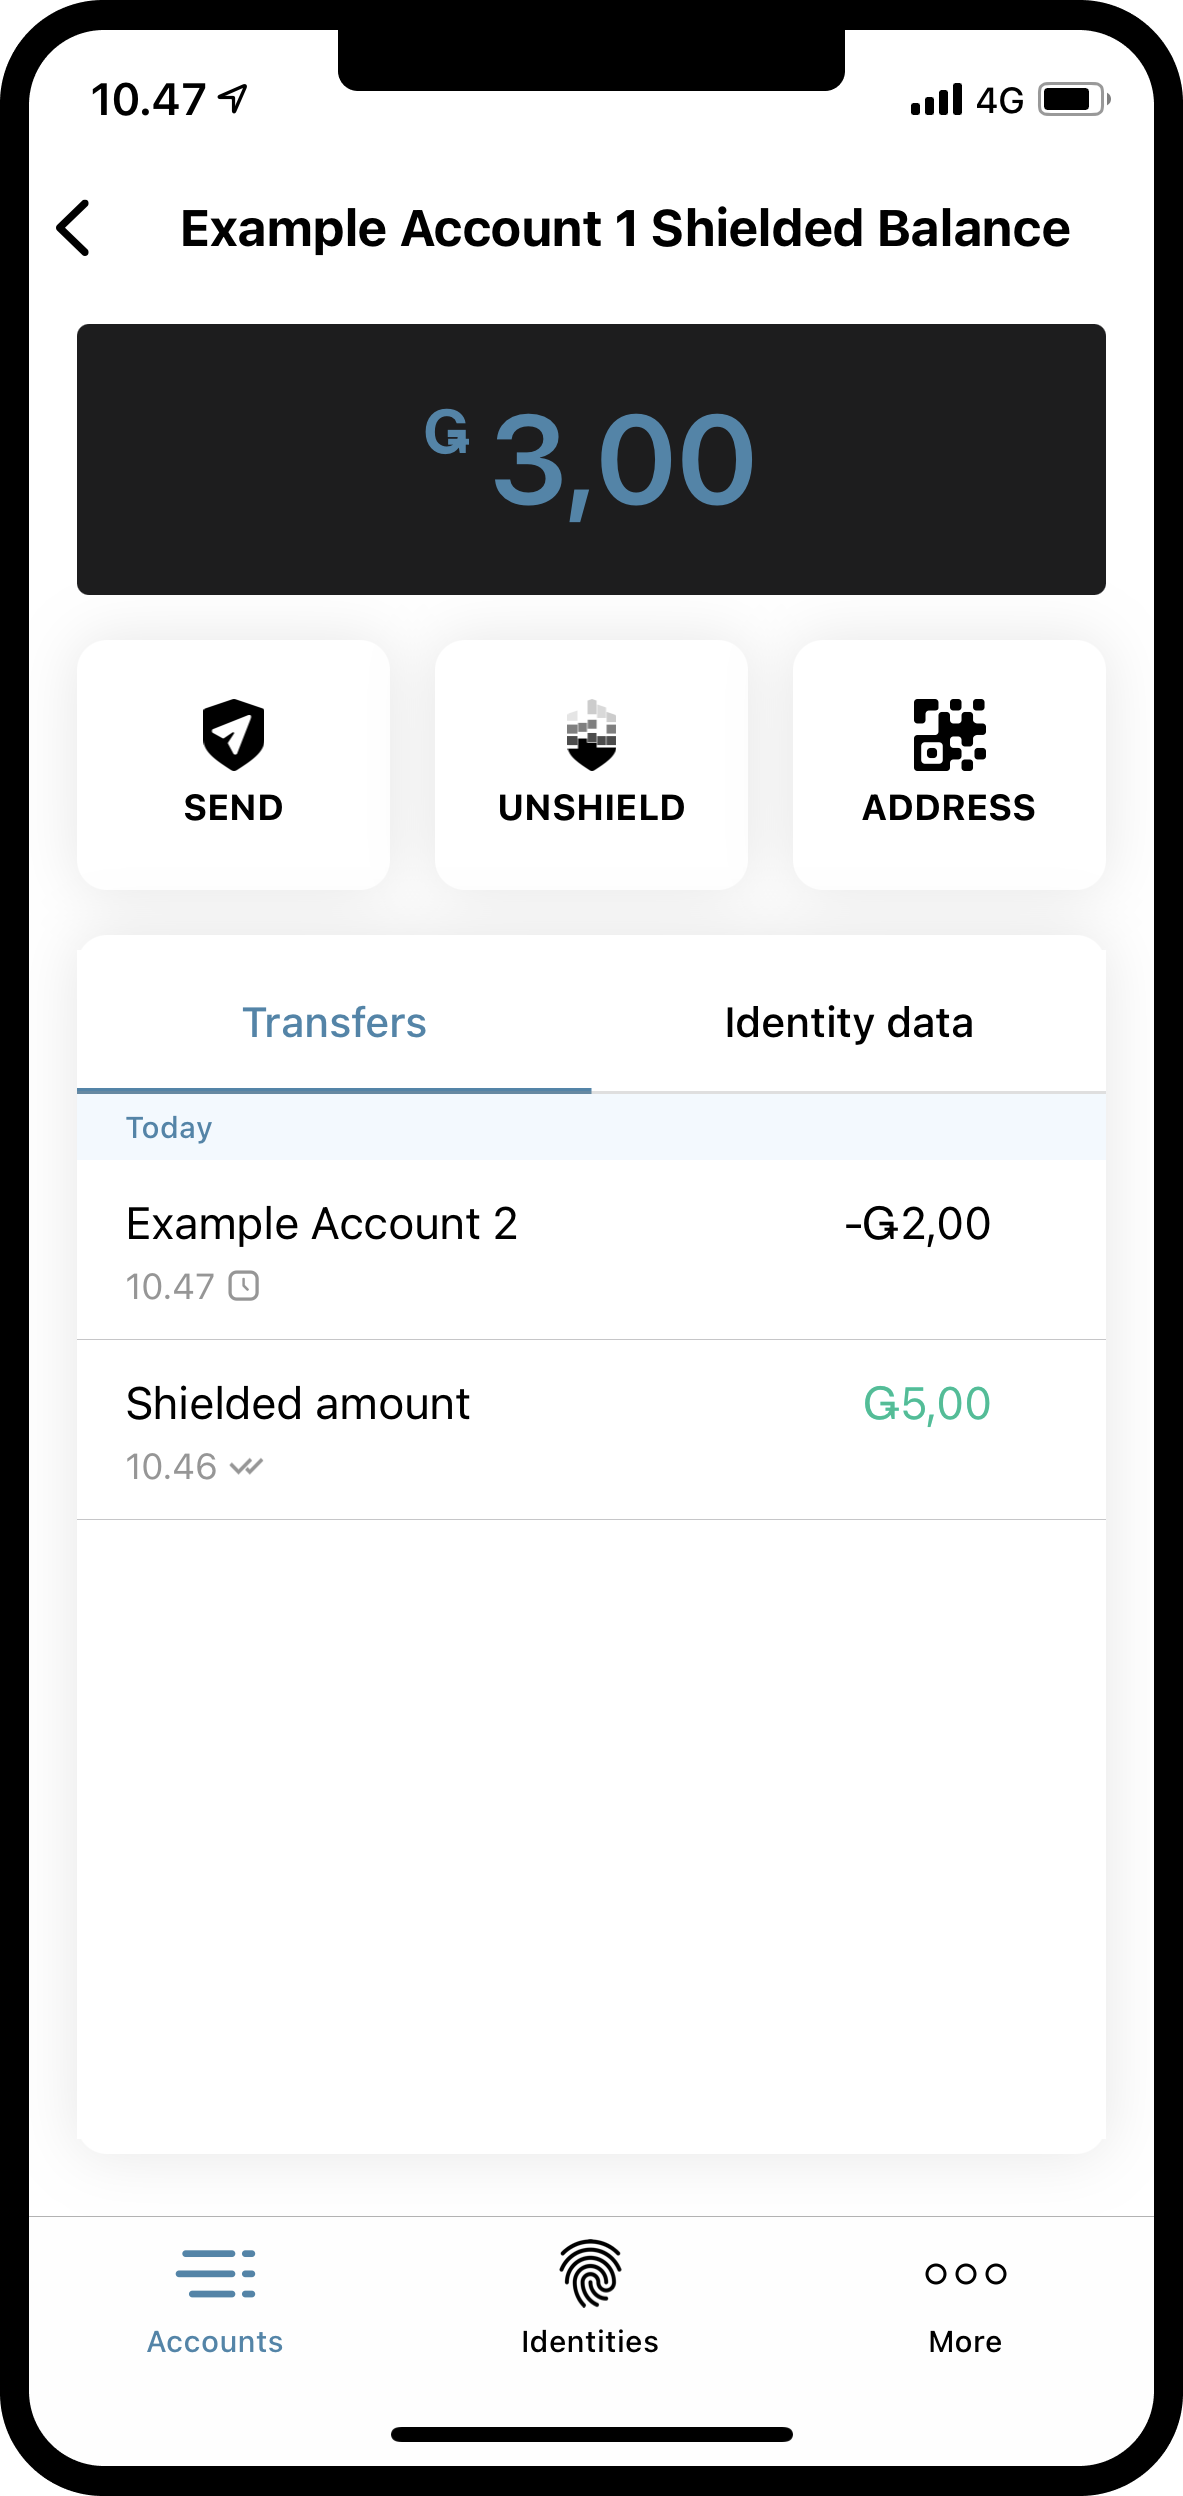 10.47
4G
Example Account 1 Shielded Balance
Ǥ 3,00
SEND
UNSHIELD
ADDRESS
Transfers
Identity data
Today
Example Account 2
-Ǥ2,00
10.47
Shielded amount
Ǥ5,00
10.46
Accounts
Identities
More